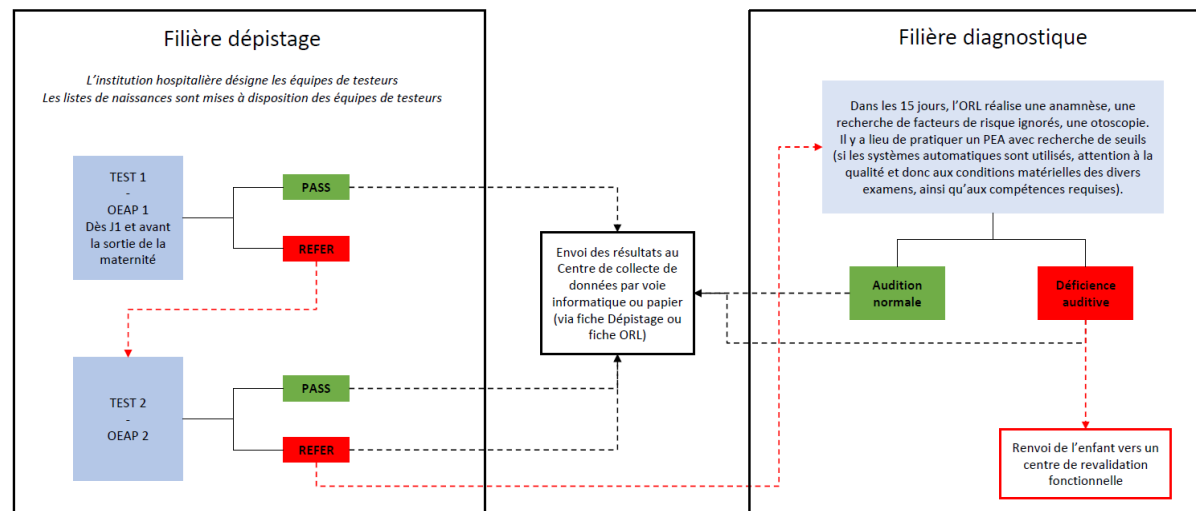 Filière dépistage
L'institution hospitalière désigne les équipes de testeurs
Les listes de naissances sont mises à disposition des équipes de testeurs
TEST 1
-
OEAP 1
Dès J1 et avant
la sortie de la
maternité
PASS
REFER
TEST 2
-
OEAP 2
PASS
REFER
Envoi des résultats au
Centre de collecte de
données par voie
informatique ou papier
(via fiche Dépistage ou
fiche ORL)
Filière diagnostique
Dans les 15 jours, l'ORL réalise une anamnèse, une
recherche de facteurs de risque ignorés, une otoscopie.
Il y a lieu de pratiquer un PEA avec recherche de seuils
(si les systèmes automatiques sont utilisés, attention à la
qualité et donc aux conditions matérielles des divers
examens, ainsi qu'aux compétences requises).
Audition
normale
Déficience
auditive
Renvoi de l'enfant vers un
centre de revalidation
fonctionnelle